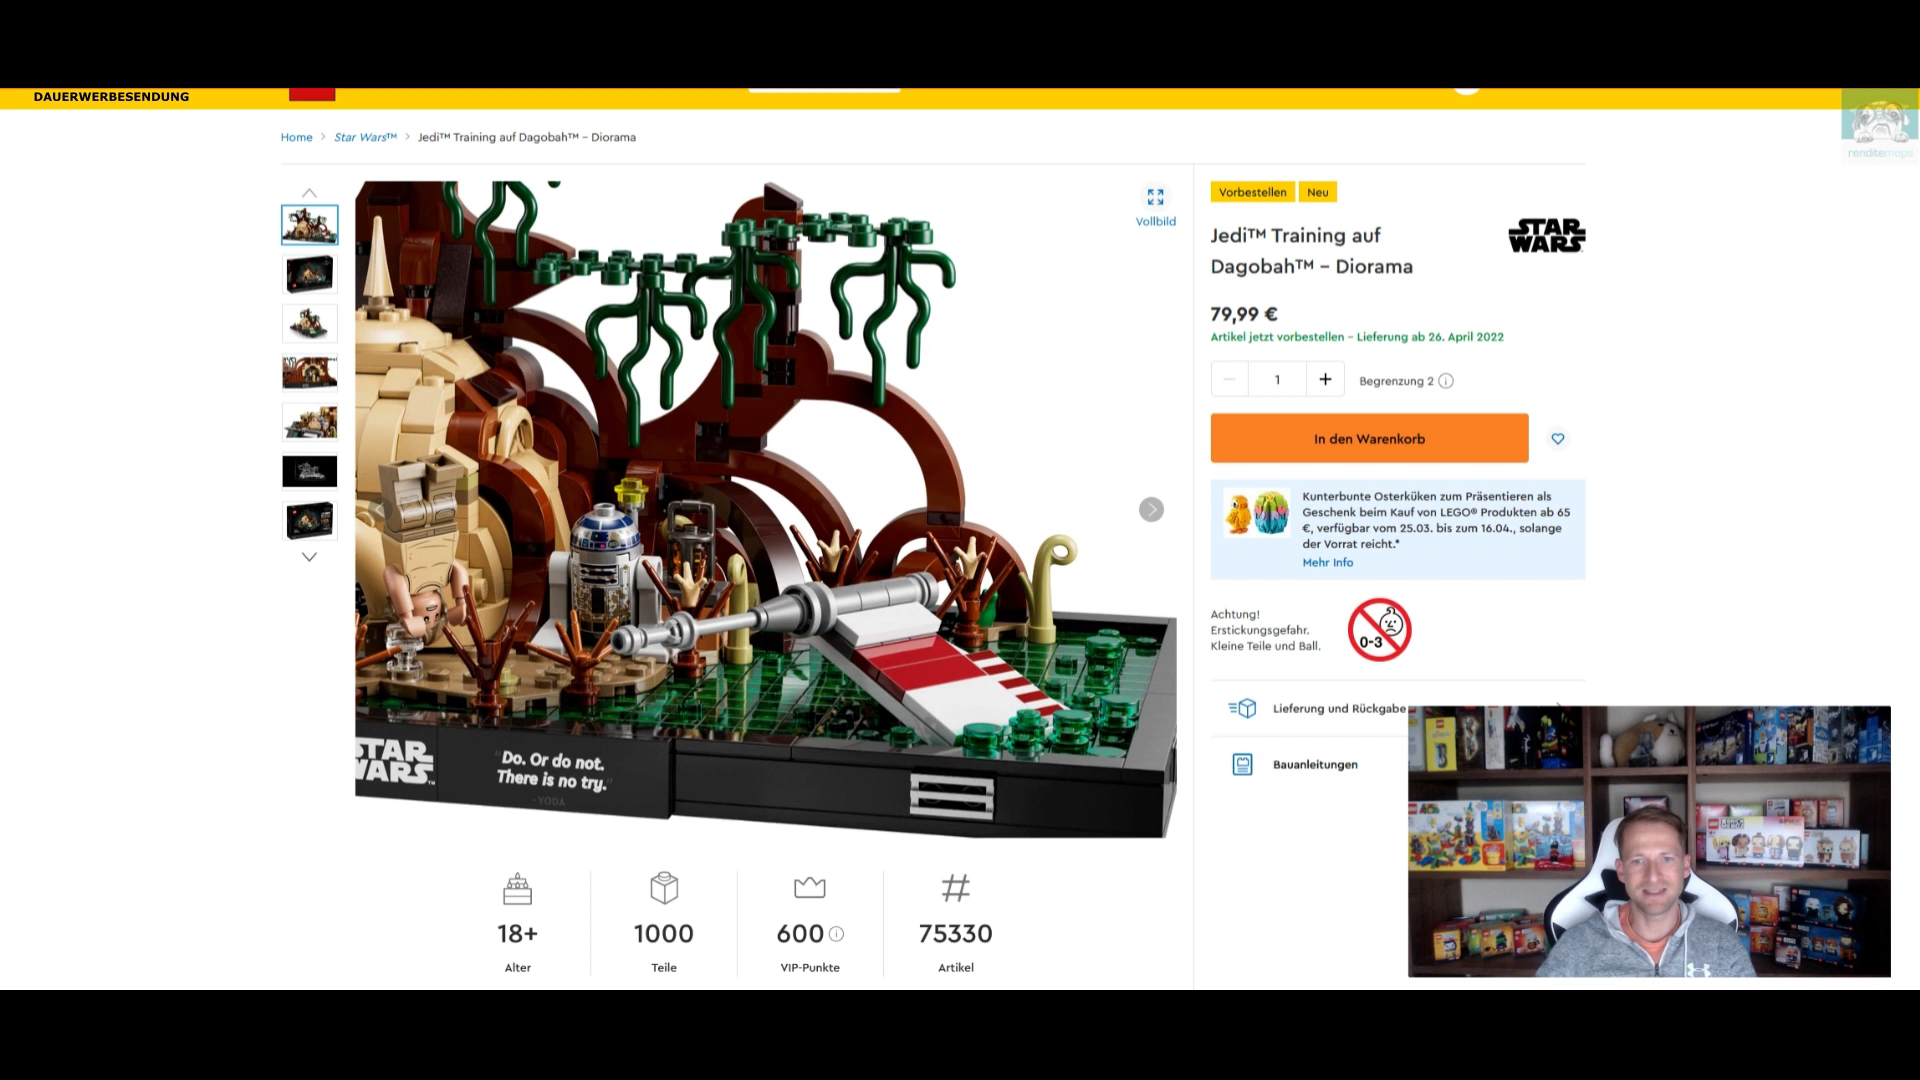 DAUERWERBESENDUNG
renditemops
Home > Star Wars™ > Jedi™ Training auf Dagobah™ – Diorama
Vollbild
STAR
WARS™
"Do. Or do not.
There is no try."
-YODA
18+
Alter
1000
Teile
600
VIP-Punkte
75330
Artikel
Vorbestellen Neu
Jedi™ Training auf
Dagobah™ – Diorama
STAR
WARS
79,99 €
Artikel jetzt vorbestellen – Lieferung ab 26. April 2022
1
Begrenzung 2
In den Warenkorb
Kunterbunte Osterküken zum Präsentieren als
Geschenk beim Kauf von LEGO® Produkten ab 65
€, verfügbar vom 25.03. bis zum 16.04., solange
der Vorrat reicht.*
Mehr Info
Achtung!
Erstickungsgefahr.
Kleine Teile und Ball.
0-3
Lieferung und Rückgabe
Bauanleitungen